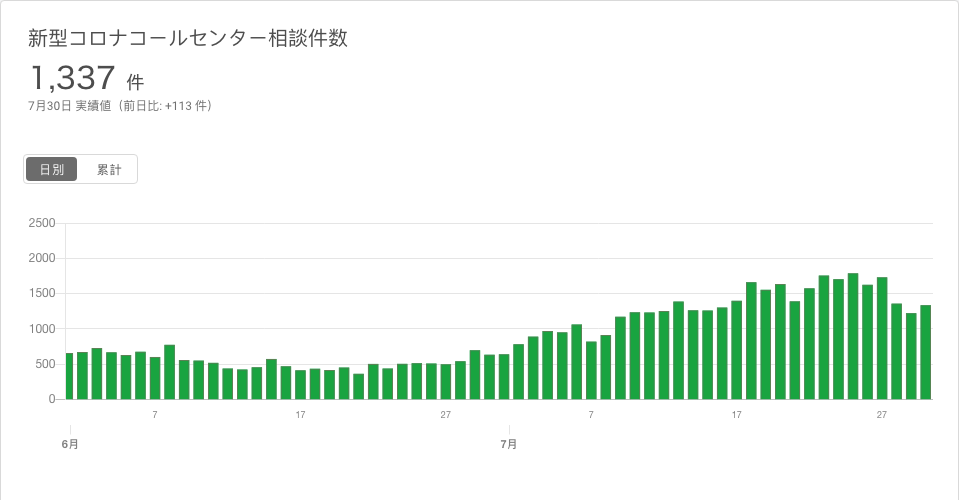 新型コロナコールセンター相談件数
1,337 件
7月30日 実績値（前日比: +113 件）
日別 累計
2500
2000
1500
1000
500
0
7 17 27 7 17 27
6月 7月